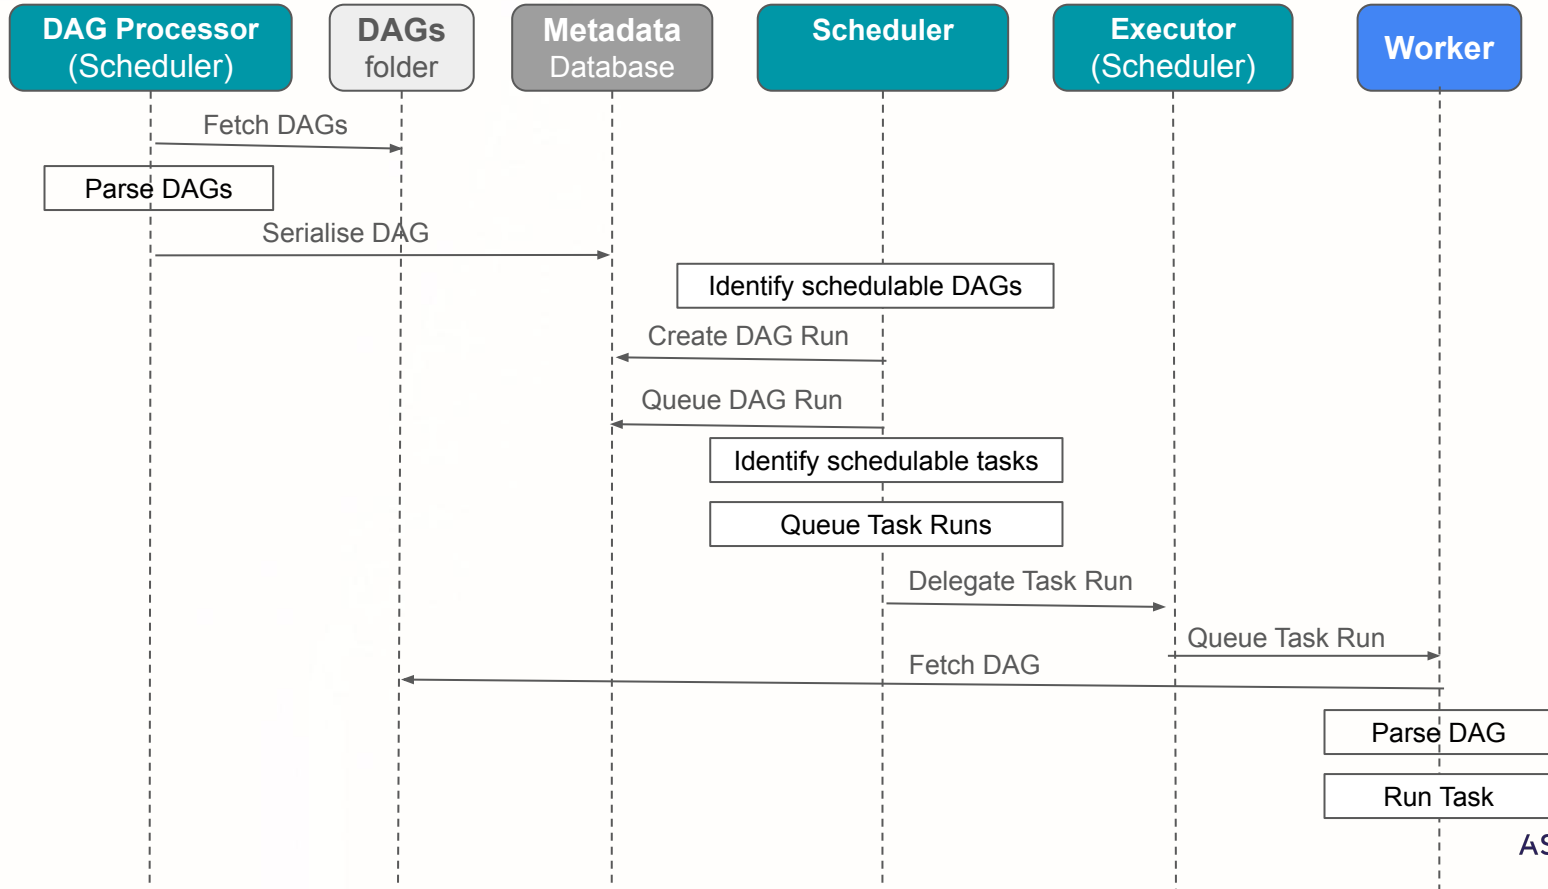 DAG Processor
(Scheduler)
DAGs
folder
Metadata
Database
Scheduler
Executor
(Scheduler)
Worker
Fetch DAGs
Parse DAGs
Serialise DAG
Identify schedulable DAGs
Create DAG Run
Queue DAG Run
Identify schedulable tasks
Queue Task Runs
Delegate Task Run
Queue Task Run
Fetch DAG
Parse DAG
Run Task
AS